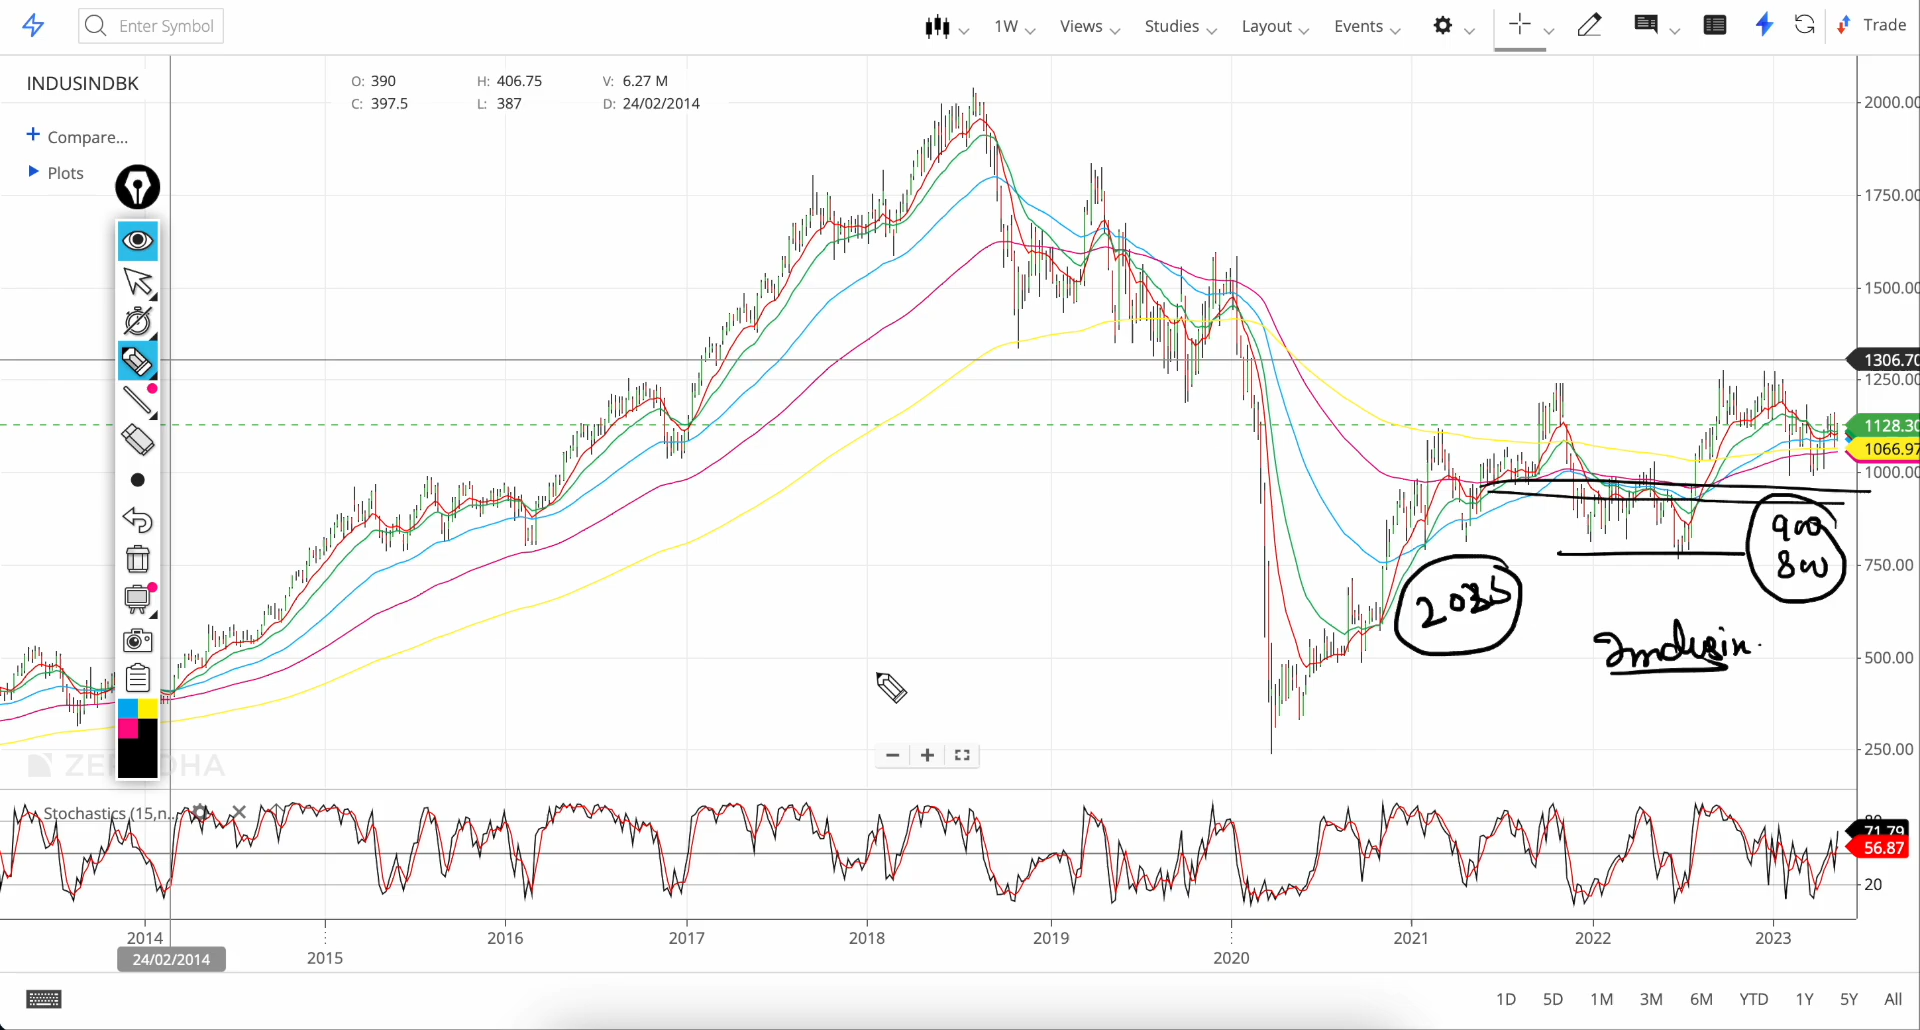 Enter Symbol
1W
Views
Studies
Layout
Events
Trade
INDUSINDBK
O: 390 H: 406.75 V: 6.27 M
C: 397.5 L: 387 D: 24/02/2014
+ Compare...
Plots
2000.00
1750.00
1500.00
1306.70
1250.00
1128.30
1066.97
1000.00
750.00
500.00
250.00
900
800
2035
Indusin
ZERODHA
Stochastics (15,n...
80
71.79
56.87
20
2014 2016 2017 2018 2019 2021 2022 2023
24/02/2014 2015 2020
1D 5D 1M 3M 6M YTD 1Y 5Y All